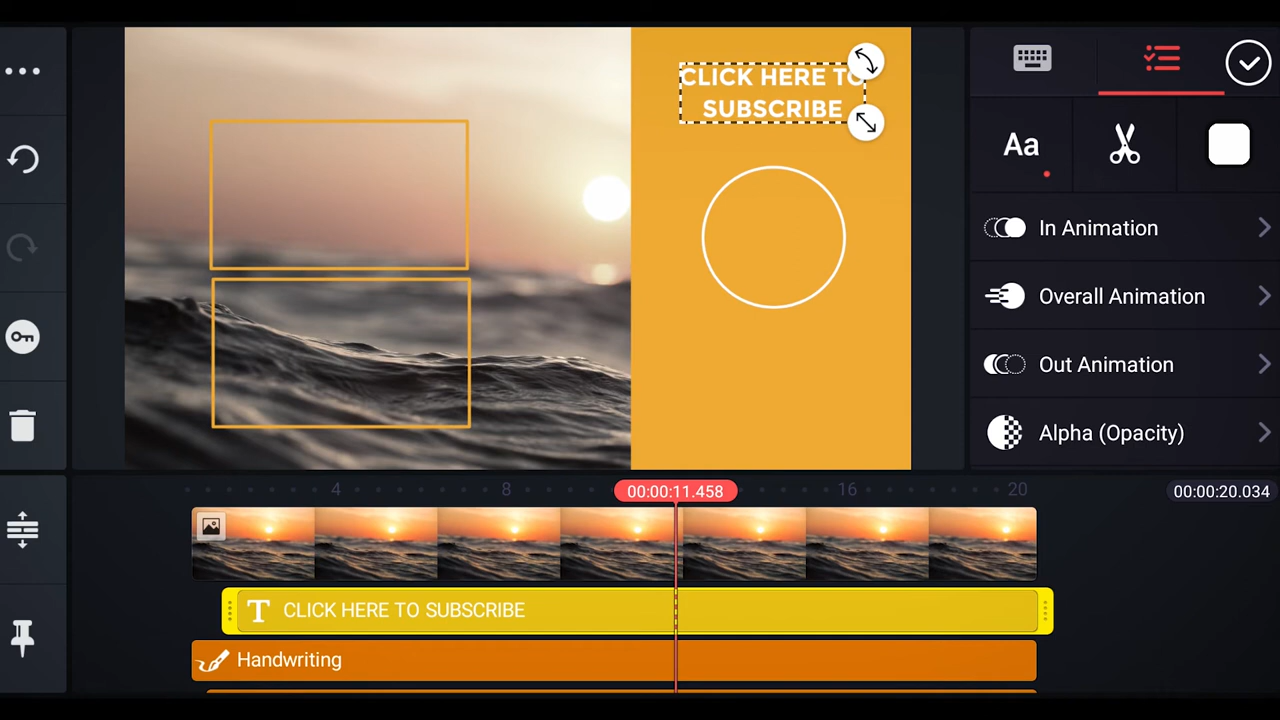 CLICK HERE TO
SUBSCRIBE
Aa
In Animation
Overall Animation
Out Animation
Alpha (Opacity)
4
8
00:00:11.458
16
20
00:00:20.034
T CLICK HERE TO SUBSCRIBE
Handwriting